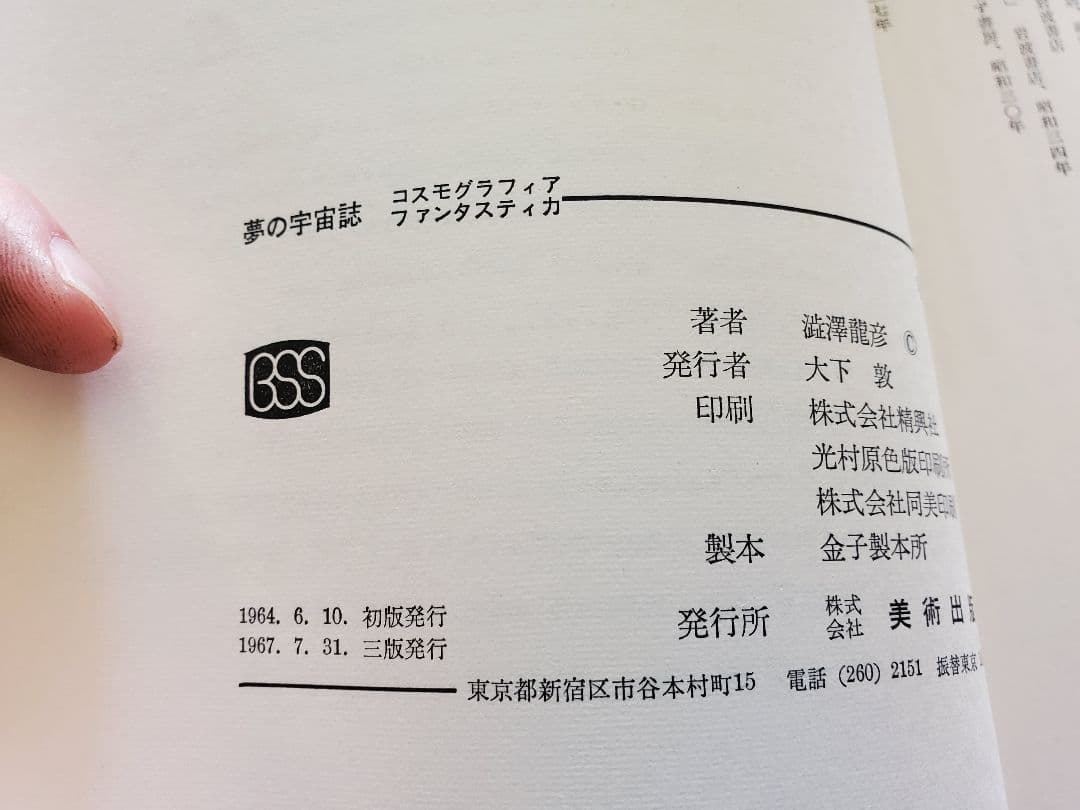 夢の宇宙誌 コスモグラフィア
ファンタスティカ
BSS
著者 澁澤龍彦 ©
発行者 大下 敦
印刷 株式会社精興社
光村原色版印刷
株式会社同美印
製本 金子製本所
1964. 6. 10. 初版発行
1967. 7. 31. 三版発行
発行所 株式会社 美術出
東京都新宿区市谷本村町15 電話 (260) 2151 振替東京
七年
岩波書店
岩波書店、昭和三四年
子書房、昭和三〇年